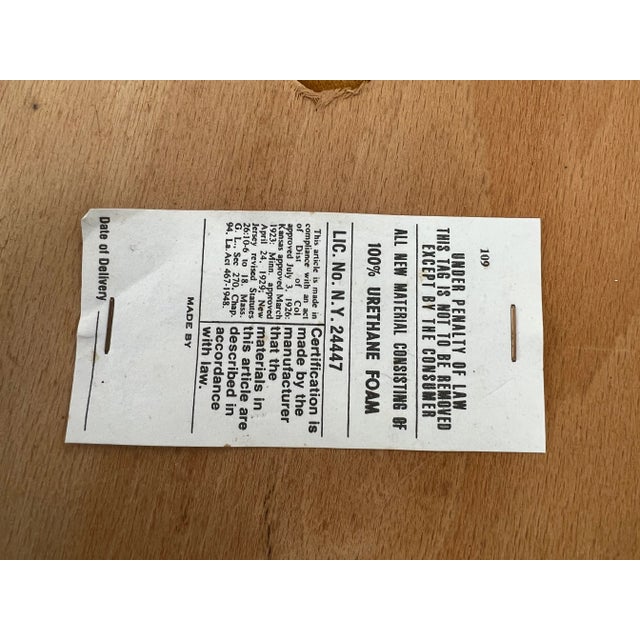 109
UNDER PENALTY OF LAW
THIS TAG IS NOT TO BE REMOVED
EXCEPT BY THE CONSUMER
ALL NEW MATERIAL CONSISTING OF
100% URETHANE FOAM
LIC. No. N. Y. 24447
This article is made in
compliance with an act
of Dist of Col
approved July 3, 1926:
Kansas approved March
1923: Minn. approved
April 24, 1929; New
Jersey revised Statutes
26:10-6 to 18. Mass.
G. L. Sec 270, Chap.
94. La. Act 467-1948.
Certification is
made by the
manufacturer
that the
materials in
this article are
described in
accordance
with law.
MADE BY
Date of Delivery